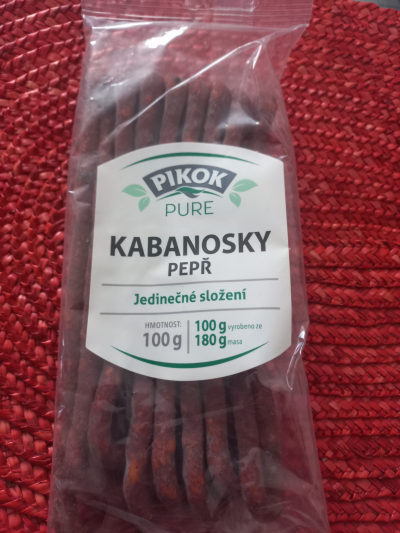 PIKOK
PURE
KABANOSKY
PEPŘ
Jedinečné složení
HMOTNOST:
100 g
100 g vyrobeno ze
180 g masa